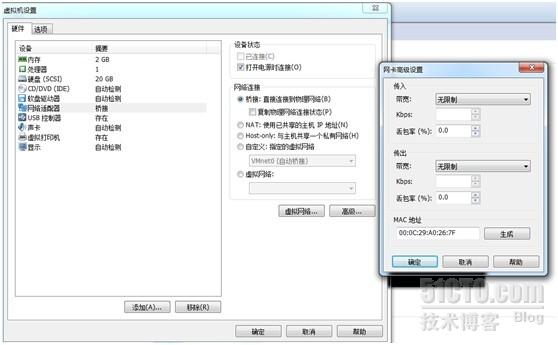 虚拟机设置
硬件 选项
设备 摘要
内存 2 GB
处理器 1
硬盘 (SCSI) 20 GB
CD/DVD (IDE) 自动检测
软盘驱动器 自动检测
网络适配器 桥接
USB 控制器 存在
声卡 自动检测
虚拟打印机 存在
显示 自动检测
添加(A)... 移除(R)
设备状态
已连接(C)
打开电源时连接(O)
网络连接
桥接: 直接连接到物理网络(B)
复制物理网络连接状态(P)
NAT: 使用已共享的主机 IP 地址(N)
Host-only: 与主机共享一个私有网络(H)
自定义: 指定的虚拟网络
VMnet0 (自动桥接)
虚拟网络:
虚拟网络... 高级...
确定 取消 帮助
网卡高级设置
传入
带宽: 无限制
Kbps:
丢包率 (%): 0.0
传出
带宽: 无限制
Kbps:
丢包率 (%): 0.0
MAC 地址
00:0C:29:A0:26:7F 生成
确定 取消 帮助
51CTO.com
技术博客 Blog